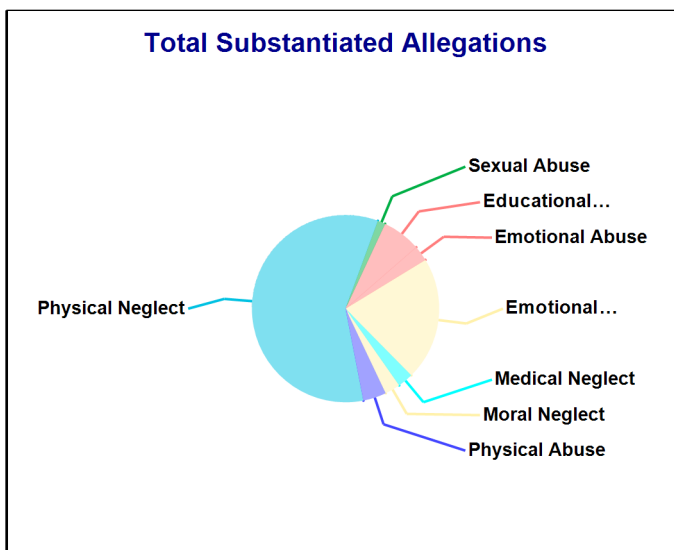 Total Substantiated Allegations
Sexual Abuse
Educational...
Emotional Abuse
Physical Neglect
Emotional...
Medical Neglect
Moral Neglect
Physical Abuse